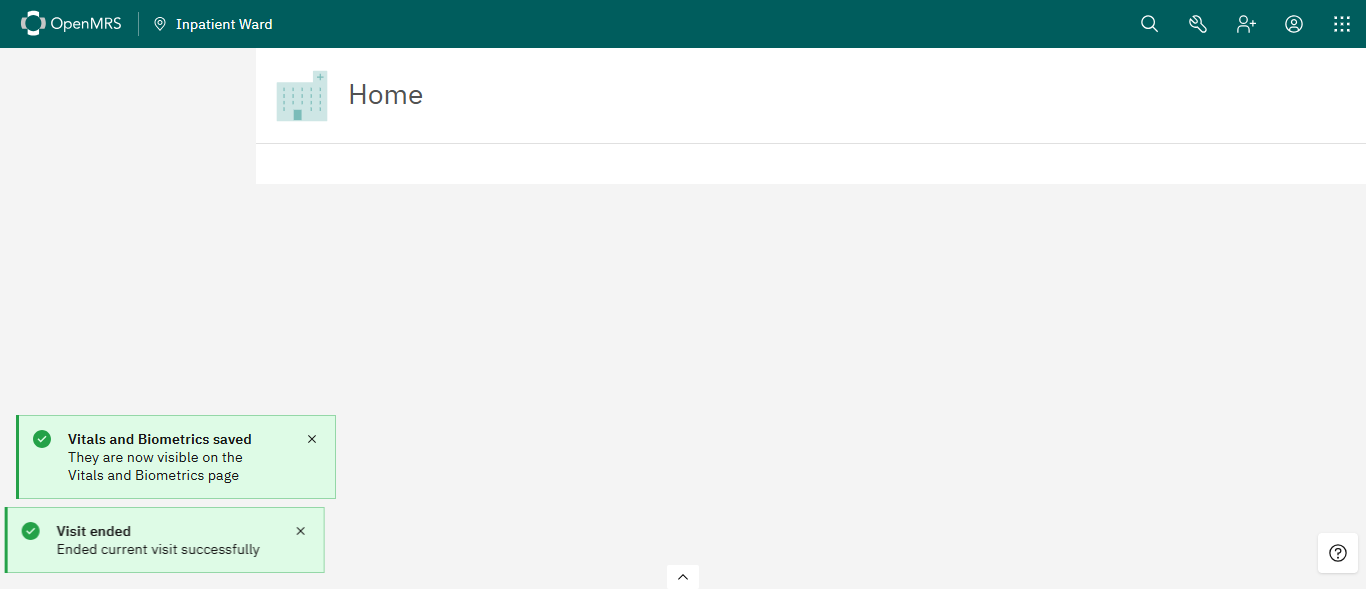 OpenMRS
Inpatient Ward
Home
Vitals and Biometrics saved
They are now visible on the
Vitals and Biometrics page
Visit ended
Ended current visit successfully